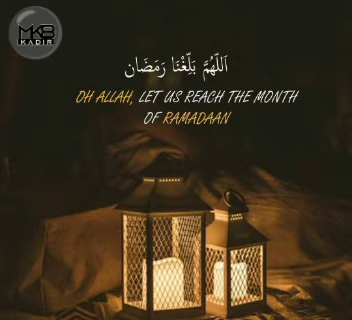 MKB
KADIR
اَللّٰهُمَّ بَلِّغْنَا رَمَضَان
OH ALLAH, LET US REACH THE MONTH
OF RAMADAAN